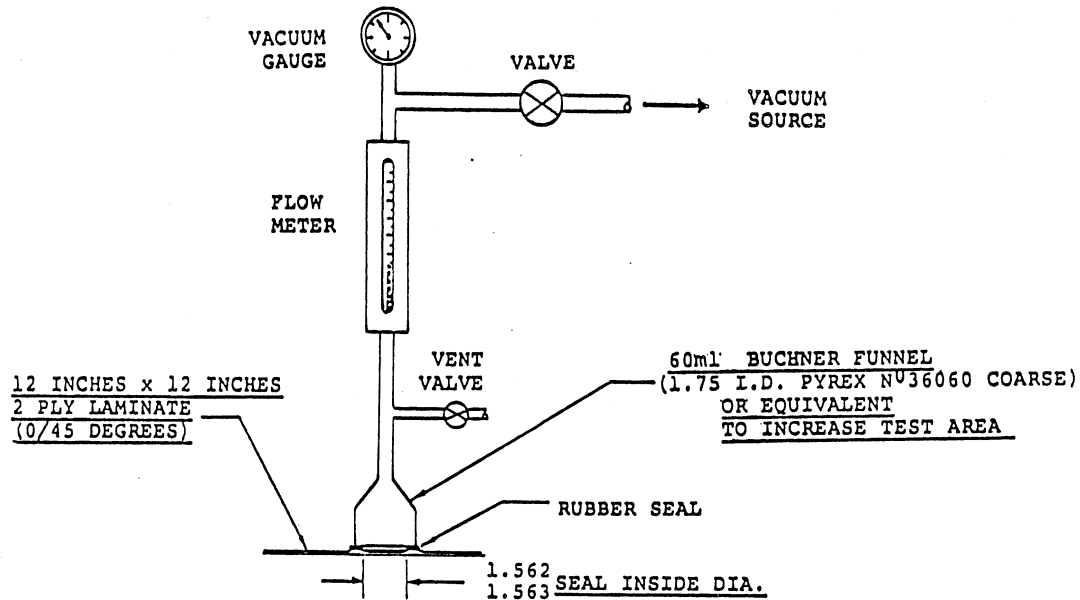 VACUUM
GAUGE
VALVE
VACUUM
SOURCE
FLOW
METER
VENT
VALVE
12 INCHES x 12 INCHES
2 PLY LAMINATE
(0/45 DEGREES)
60ml BUCHNER FUNNEL
(1.75 I.D. PYREX Nº36060 COARSE)
OR EQUIVALENT
TO INCREASE TEST AREA
RUBBER SEAL
1.562
1.563 SEAL INSIDE DIA.